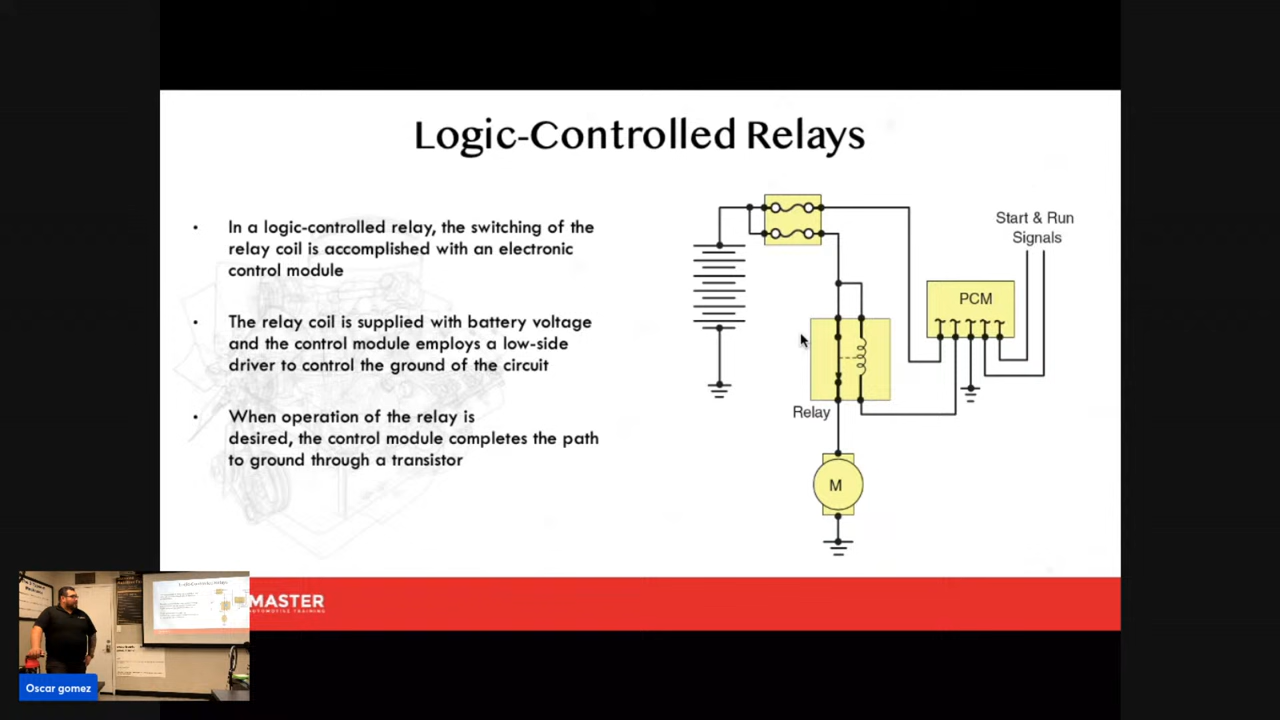 Logic-Controlled Relays
• In a logic-controlled relay, the switching of the
relay coil is accomplished with an electronic
control module
• The relay coil is supplied with battery voltage
and the control module employs a low-side
driver to control the ground of the circuit
• When operation of the relay is
desired, the control module completes the path
to ground through a transistor
Start & Run
Signals
PCM
Relay
M
MASTER
AUTOMOTIVE TRAINING
Oscar gomez